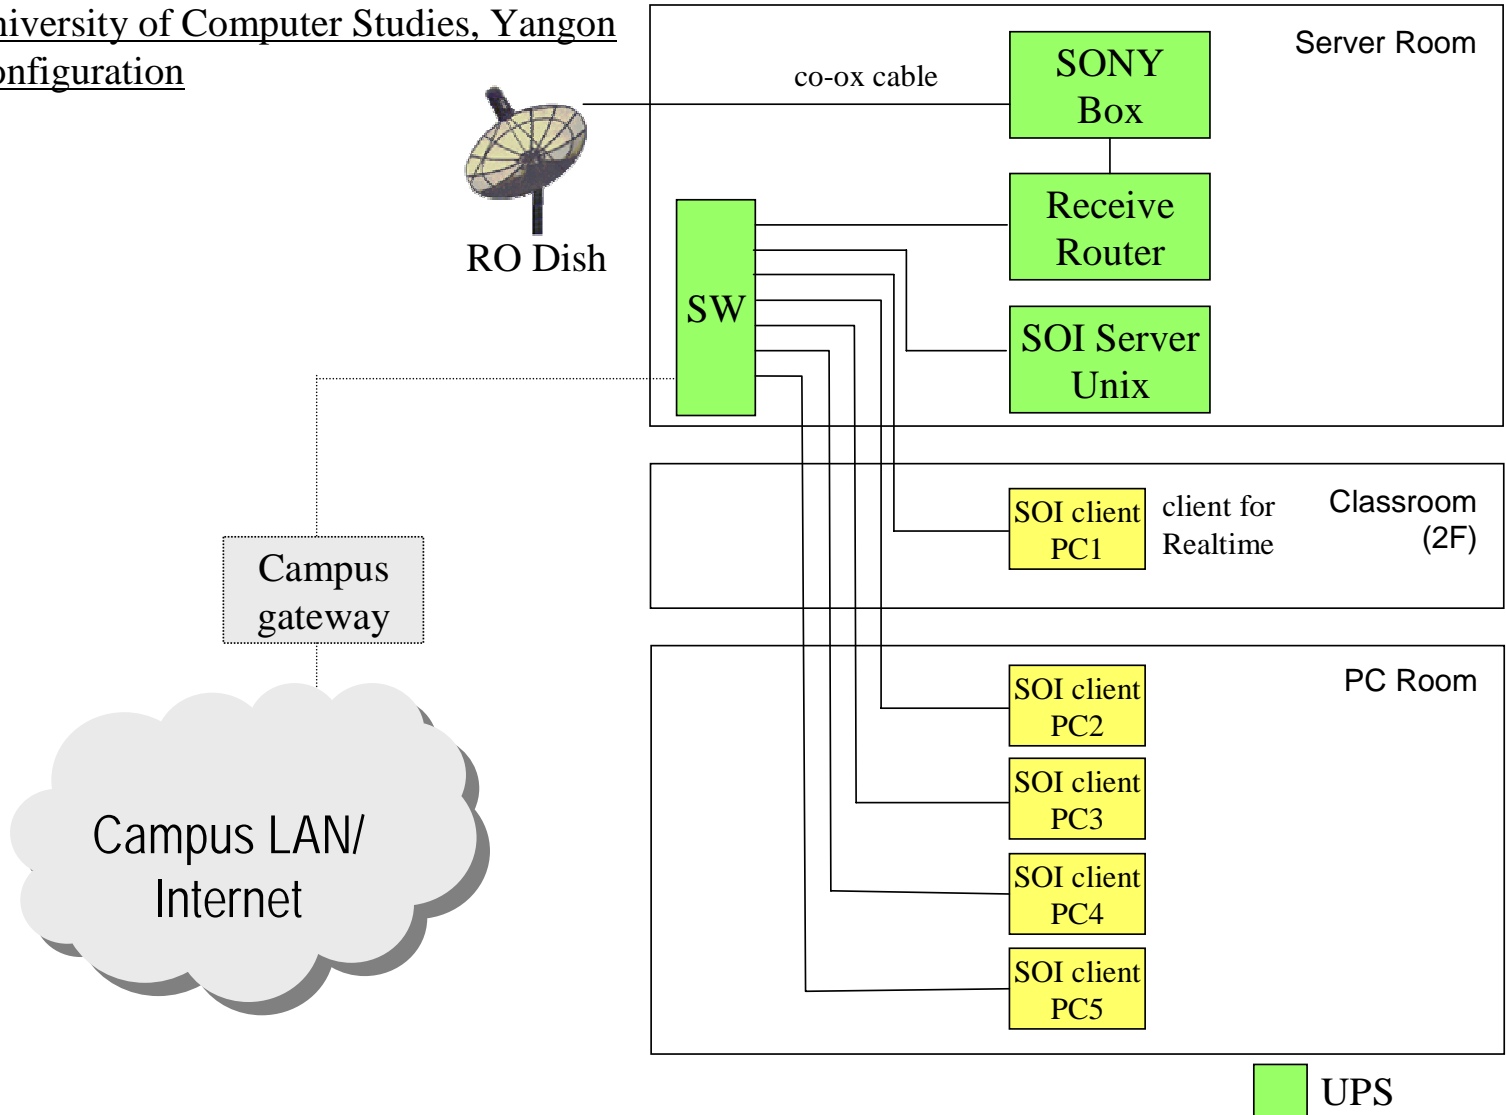 niversity of Computer Studies, Yangon
onfiguration
co-ox cable
SONY
Box
Server Room
RO Dish
SW
Receive
Router
SOI Server
Unix
Campus
gateway
SOI client
PC1
client for
Realtime
Classroom
(2F)
PC Room
SOI client
PC2
SOI client
PC3
SOI client
PC4
SOI client
PC5
Campus LAN/
Internet
UPS